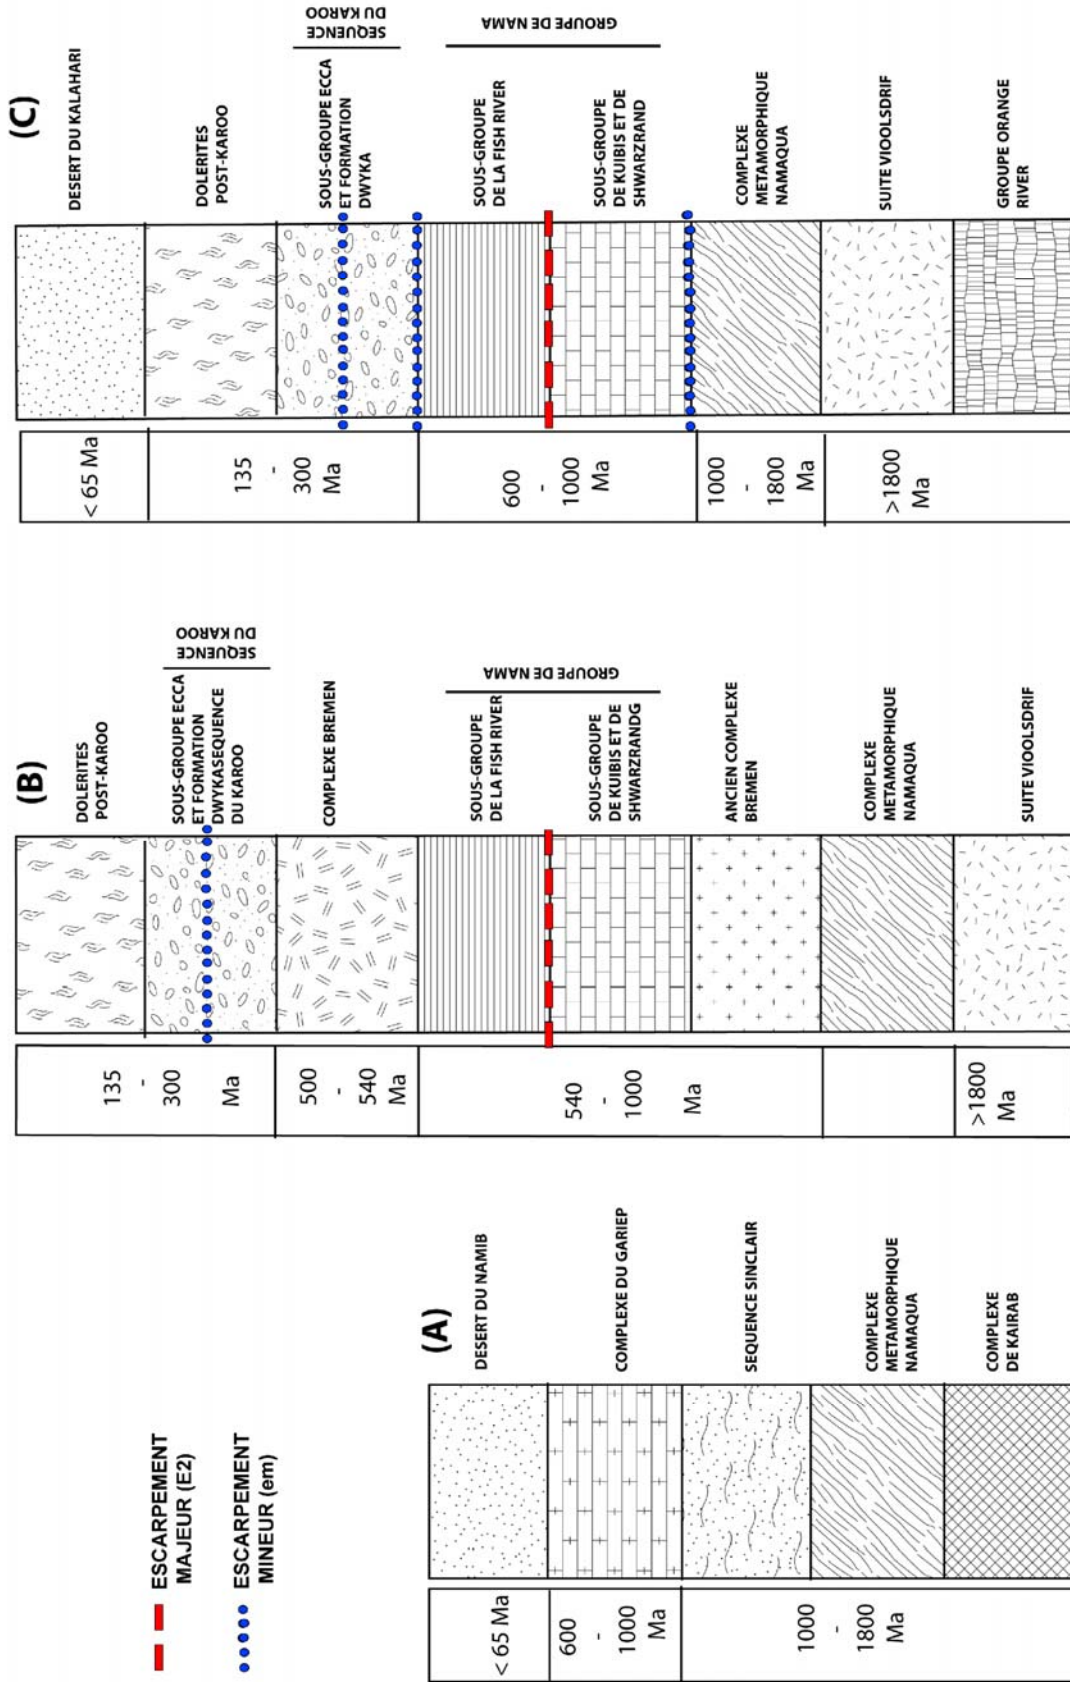 ESCARPEMENT
MAJEUR (E2)
ESCARPEMENT
MINEUR (em)
(A)
< 65 Ma
600
-
1000
Ma
1000
-
1800
Ma
DESERT DU NAMIB
COMPLEXE DU GARIEP
SEQUENCE SINCLAIR
COMPLEXE
METAMORPHIQUE
NAMAQUA
COMPLEXE
DE KAIRAB
(B)
135
-
300
Ma
500
-
540
Ma
540
-
1000
Ma
>1800
Ma
DOLERITES
POST-KAROO
SOUS-GROUPE ECCA
ET FORMATION
DWYKASEQUENCE
DU KAROO
SEQUENCE
DU KAROO
COMPLEXE BREMEN
SOUS-GROUPE
DE LA FISH RIVER
SOUS-GROUPE
DE KUIBIS ET DE
SHWARZRANDG
GROUPE DE NAMA
ANCIEN COMPLEXE
BREMEN
COMPLEXE
METAMORPHIQUE
NAMAQUA
SUITE VIOOLSDRIF
(C)
< 65 Ma
135
-
300
Ma
600
-
1000
Ma
1000
-
1800
Ma
>1800
Ma
DESERT DU KALAHARI
DOLERITES
POST-KAROO
SOUS-GROUPE ECCA
ET FORMATION
DWYKA
SEQUENCE
DU KAROO
SOUS-GROUPE
DE LA FISH RIVER
SOUS-GROUPE
DE KUIBIS ET DE
SHWARZRAND
GROUPE DE NAMA
COMPLEXE
METAMORPHIQUE
NAMAQUA
SUITE VIOOLSDRIF
GROUPE ORANGE
RIVER